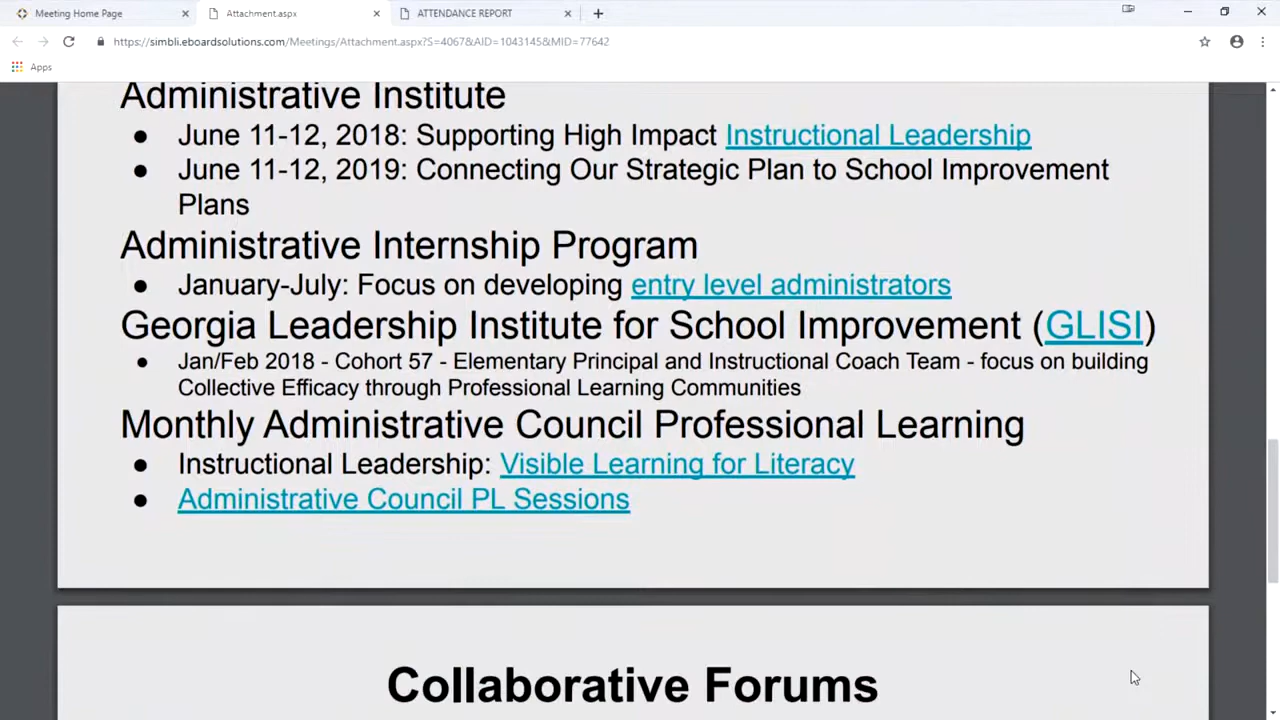 Meeting Home Page
Attachment.aspx
ATTENDANCE REPORT
https://simbli.eboardsolutions.com/Meetings/Attachment.aspx?S=4067&AID=1043145&MID=77642
Apps
Administrative Institute
● June 11-12, 2018: Supporting High Impact Instructional Leadership
● June 11-12, 2019: Connecting Our Strategic Plan to School Improvement
Plans
Administrative Internship Program
● January-July: Focus on developing entry level administrators
Georgia Leadership Institute for School Improvement (GLISI)
● Jan/Feb 2018 - Cohort 57 - Elementary Principal and Instructional Coach Team - focus on building
Collective Efficacy through Professional Learning Communities
Monthly Administrative Council Professional Learning
● Instructional Leadership: Visible Learning for Literacy
● Administrative Council PL Sessions
Collaborative Forums